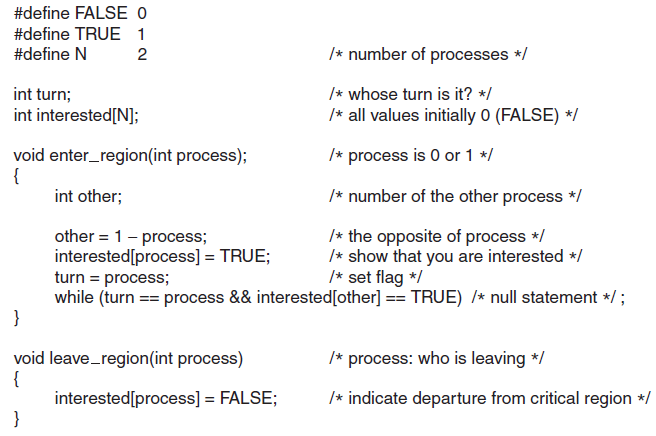 #define FALSE 0
#define TRUE 1
#define N 2 /* number of processes */
int turn; /* whose turn is it? */
int interested[N]; /* all values initially 0 (FALSE) */
void enter_region(int process); /* process is 0 or 1 */
{
int other; /* number of the other process */
other = 1 − process; /* the opposite of process */
interested[process] = TRUE; /* show that you are interested */
turn = process; /* set flag */
while (turn == process && interested[other] == TRUE) /* null statement */ ;
}
void leave_region(int process) /* process: who is leaving */
{
interested[process] = FALSE; /* indicate departure from critical region */
}